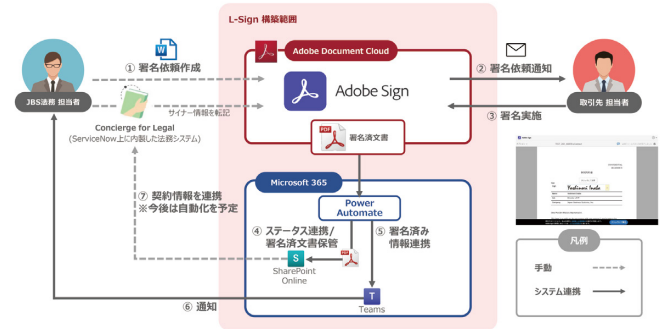 L-Sign 構築範囲
Adobe Document Cloud
① 署名依頼作成
② 署名依頼通知
Adobe Sign
JBS法務 担当者
取引先 担当者
サイナー情報を転記
③ 署名実施
Concierge for Legal
(ServiceNow上に内製した法務システム)
PDF
署名済文書
Microsoft 365
⑦ 契約情報を連携
※今後は自動化を予定
Power
Automate
④ ステータス連携/
署名済文書保管
⑤ 署名済み
情報連携
S
PDF
SharePoint
Online
⑥ 通知
T
Teams
Yoshinori Inaba
凡例
手動
システム連携